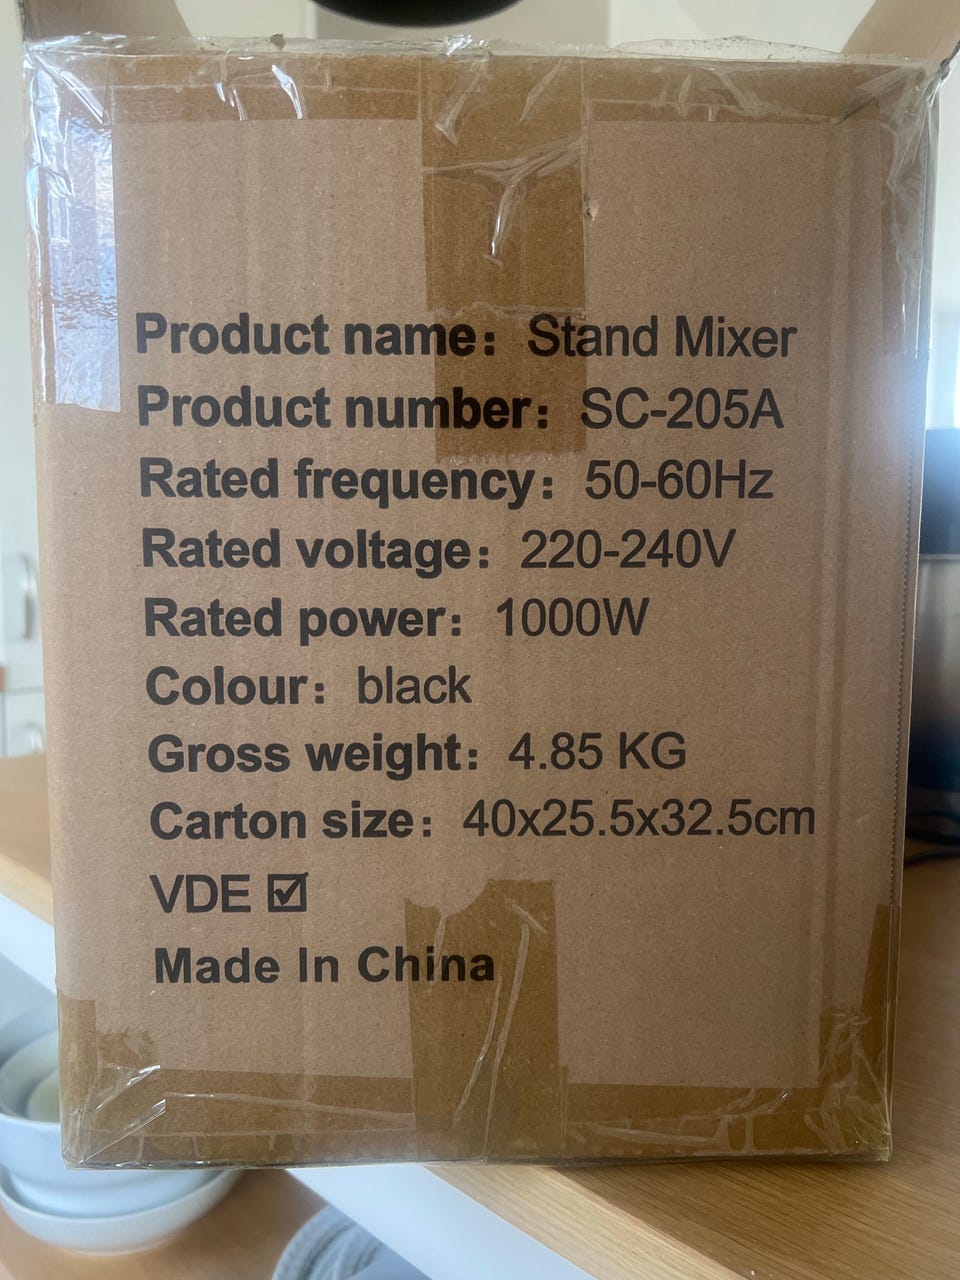 Product name: Stand Mixer
Product number: SC-205A
Rated frequency: 50-60Hz
Rated voltage: 220-240V
Rated power: 1000W
Colour: black
Gross weight: 4.85 KG
Carton size: 40x25.5x32.5cm
VDE ☑
Made In China